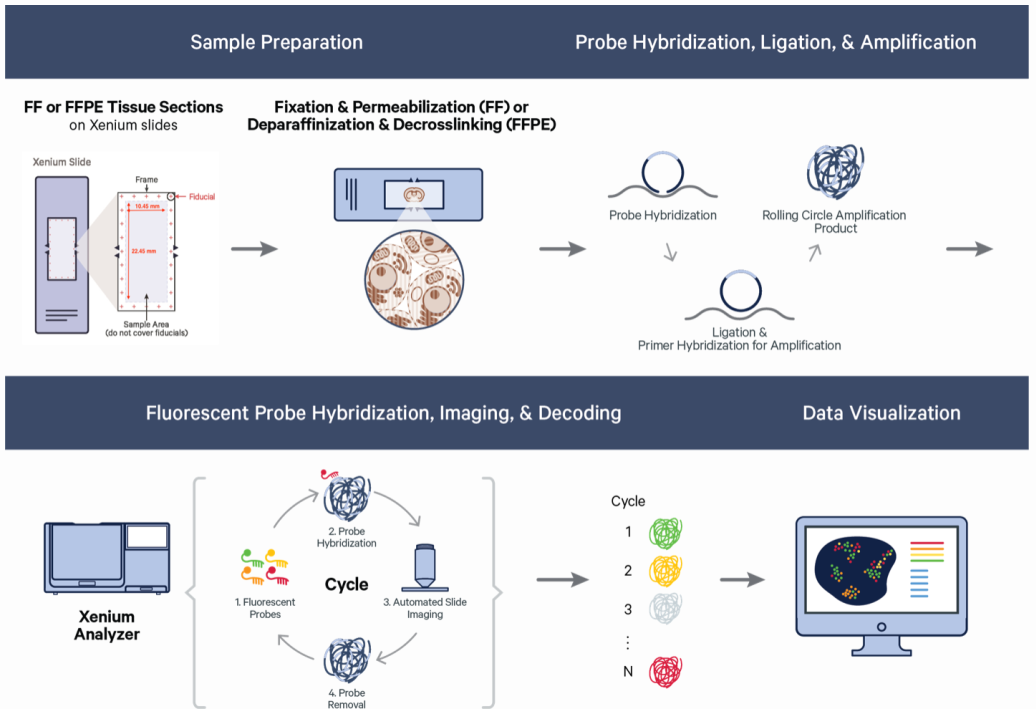 Sample Preparation
Probe Hybridization, Ligation, & Amplification
FF or FFPE Tissue Sections
on Xenium slides
Xenium Slide
Frame
Fiducial
10.45 mm
22.45 mm
Sample Area
(do not cover fiducials)
Fixation & Permeabilization (FF) or
Deparaffinization & Decrosslinking (FFPE)
Probe Hybridization
Rolling Circle Amplification
Product
Ligation &
Primer Hybridization for Amplification
Fluorescent Probe Hybridization, Imaging, & Decoding
Data Visualization
Xenium
Analyzer
Cycle
1. Fluorescent
Probes
2. Probe
Hybridization
3. Automated Slide
Imaging
4. Probe
Removal
Cycle
1
2
3
⋮
N